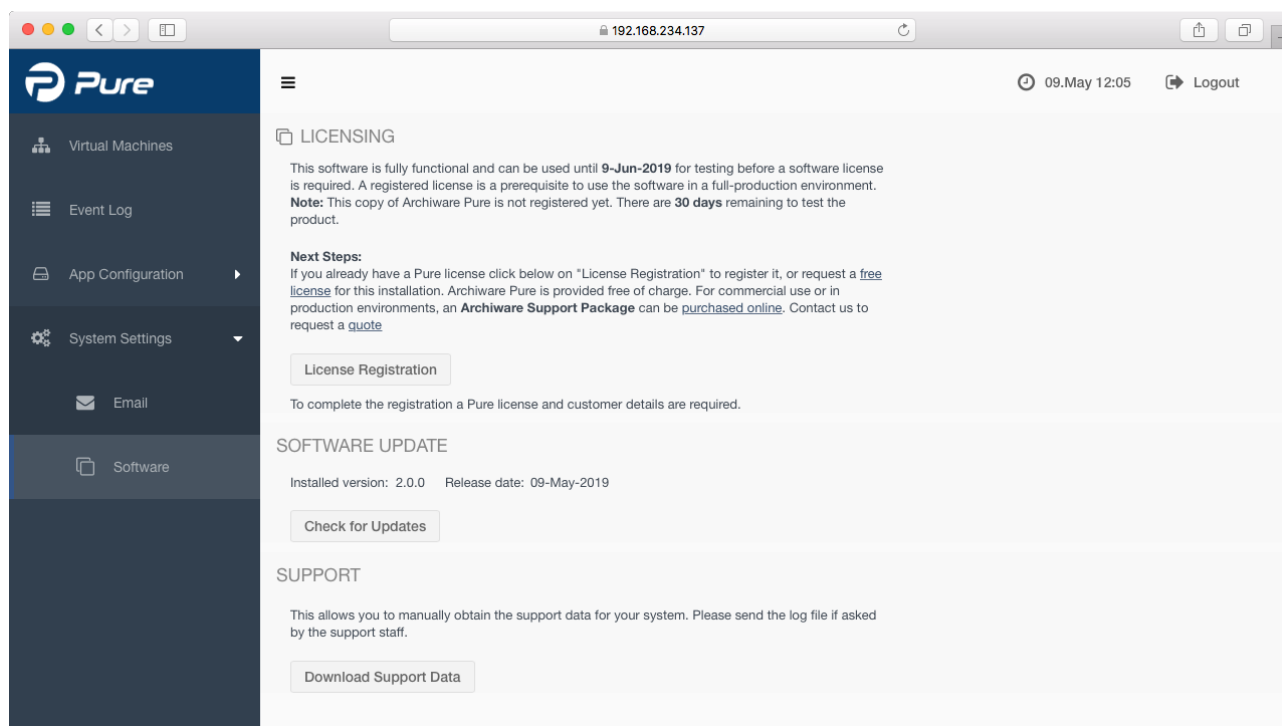 192.168.234.137
Pure
09.May 12:05
Logout
Virtual Machines
Event Log
App Configuration
System Settings
Email
Software
LICENSING
This software is fully functional and can be used until 9-Jun-2019 for testing before a software license
is required. A registered license is a prerequisite to use the software in a full-production environment.
Note: This copy of Archiware Pure is not registered yet. There are 30 days remaining to test the
product.
Next Steps:
If you already have a Pure license click below on "License Registration" to register it, or request a free
license for this installation. Archiware Pure is provided free of charge. For commercial use or in
production environments, an Archiware Support Package can be purchased online. Contact us to
request a quote
License Registration
To complete the registration a Pure license and customer details are required.
SOFTWARE UPDATE
Installed version: 2.0.0 Release date: 09-May-2019
Check for Updates
SUPPORT
This allows you to manually obtain the support data for your system. Please send the log file if asked
by the support staff.
Download Support Data